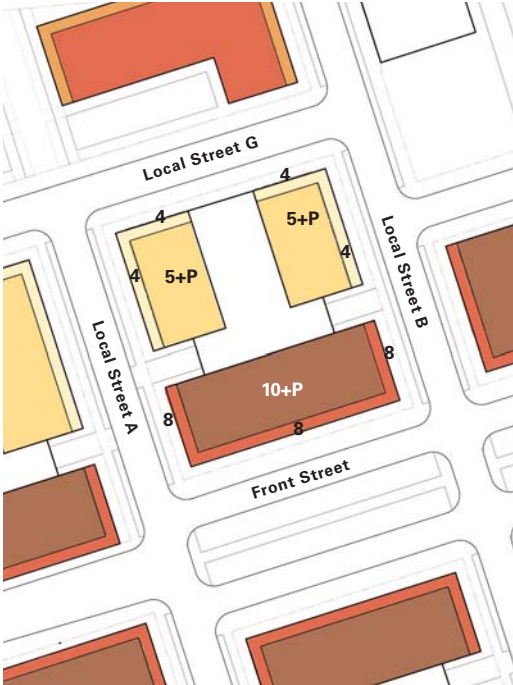 Local Street G
4
4
5+P
4
4
5+P
Local Street B
Local Street A
8
10+P
8
8
Front Street